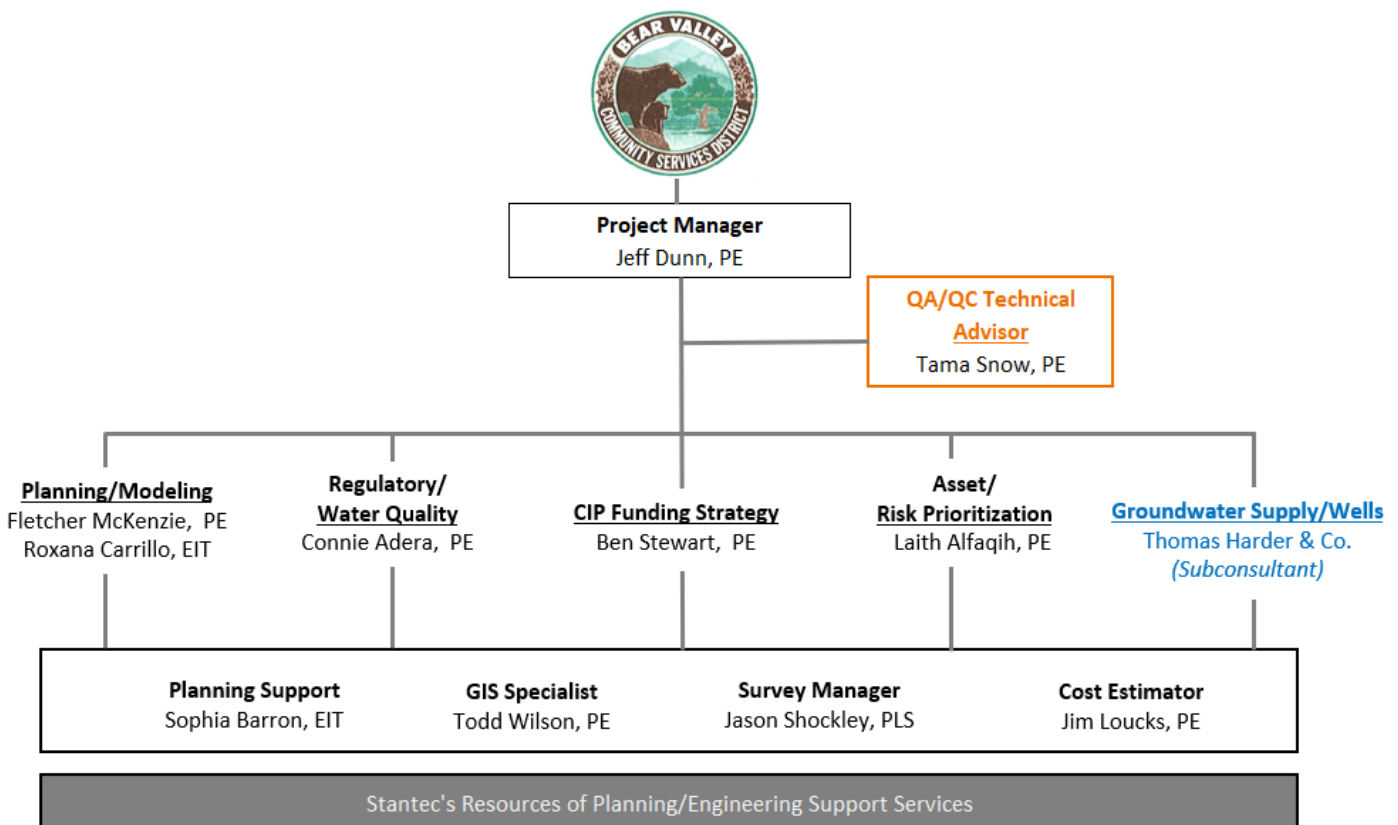 BEAR VALLEY
COMMUNITY SERVICES DISTRICT
Project Manager
Jeff Dunn, PE
QA/QC Technical
Advisor
Tama Snow, PE
Planning/Modeling
Fletcher McKenzie, PE
Roxana Carrillo, EIT
Regulatory/
Water Quality
Connie Adera, PE
CIP Funding Strategy
Ben Stewart, PE
Asset/
Risk Prioritization
Laith Alfaqih, PE
Groundwater Supply/Wells
Thomas Harder & Co.
(Subconsultant)
Planning Support
Sophia Barron, EIT
GIS Specialist
Todd Wilson, PE
Survey Manager
Jason Shockley, PLS
Cost Estimator
Jim Loucks, PE
Stantec's Resources of Planning/Engineering Support Services